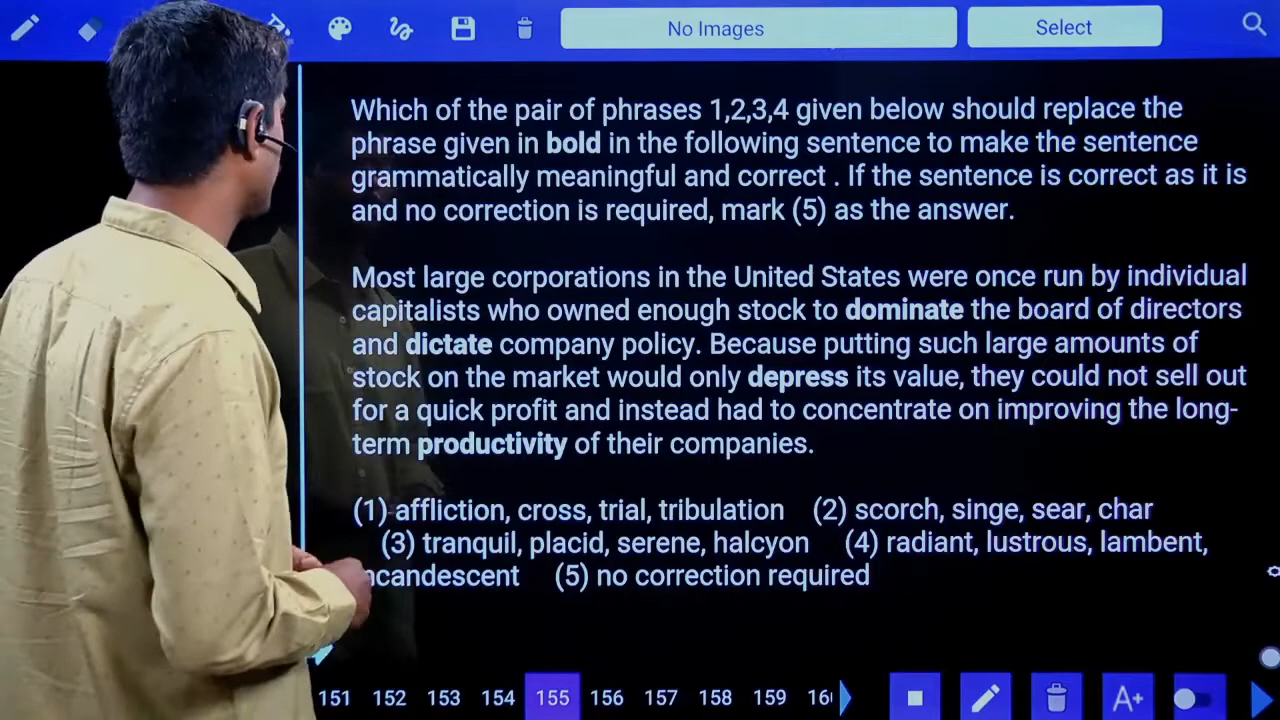 No Images
Select
Which of the pair of phrases 1,2,3,4 given below should replace the
phrase given in bold in the following sentence to make the sentence
grammatically meaningful and correct . If the sentence is correct as it is
and no correction is required, mark (5) as the answer.
Most large corporations in the United States were once run by individual
capitalists who owned enough stock to dominate the board of directors
and dictate company policy. Because putting such large amounts of
stock on the market would only depress its value, they could not sell out
for a quick profit and instead had to concentrate on improving the long-
term productivity of their companies.
(1) affliction, cross, trial, tribulation (2) scorch, singe, sear, char
(3) tranquil, placid, serene, halcyon (4) radiant, lustrous, lambent,
ncandescent (5) no correction required
151 152 153 154 155 156 157 158 159 16
A+